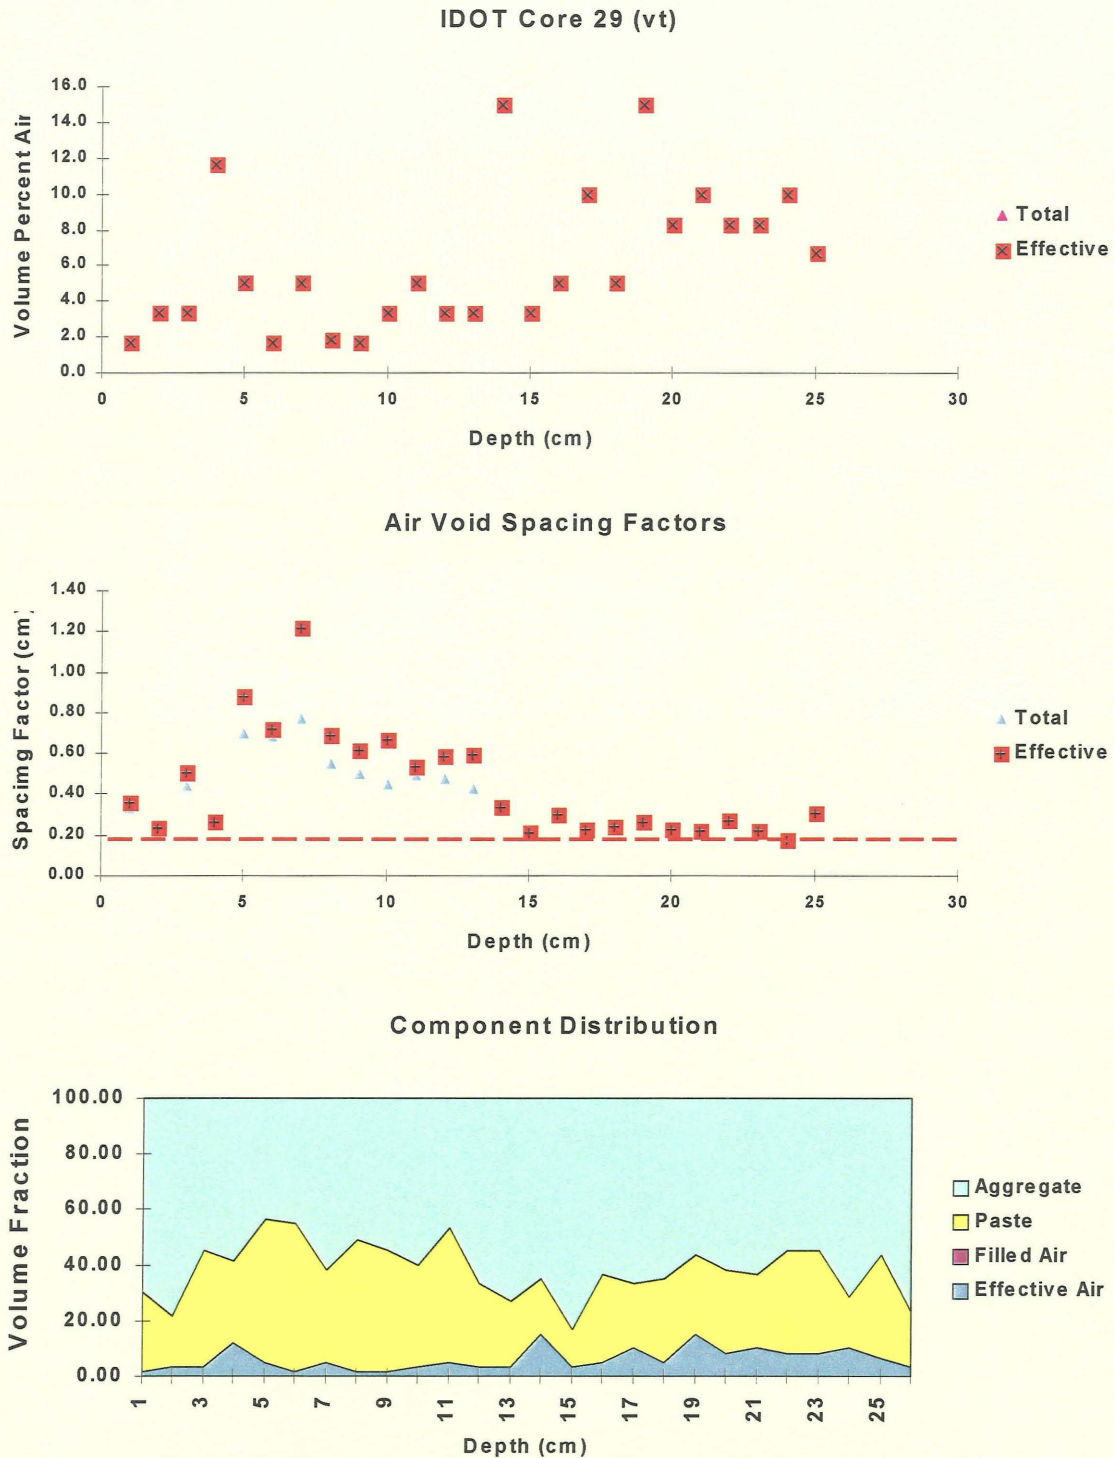 IDOT Core 29 (vt)
Volume Percent Air
16.0
14.0
12.0
10.0
8.0
6.0
4.0
2.0
0.0
0 5 10 15 20 25 30
Depth (cm)
Total
Effective
Air Void Spacing Factors
Spacimg Factor (cm)
1.40
1.20
1.00
0.80
0.60
0.40
0.20
0.00
0 5 10 15 20 25 30
Depth (cm)
Total
Effective
Component Distribution
Volume Fraction
100.00
80.00
60.00
40.00
20.00
0.00
1 3 5 7 9 11 13 15 17 19 21 23 25
Depth (cm)
Aggregate
Paste
Filled Air
Effective Air